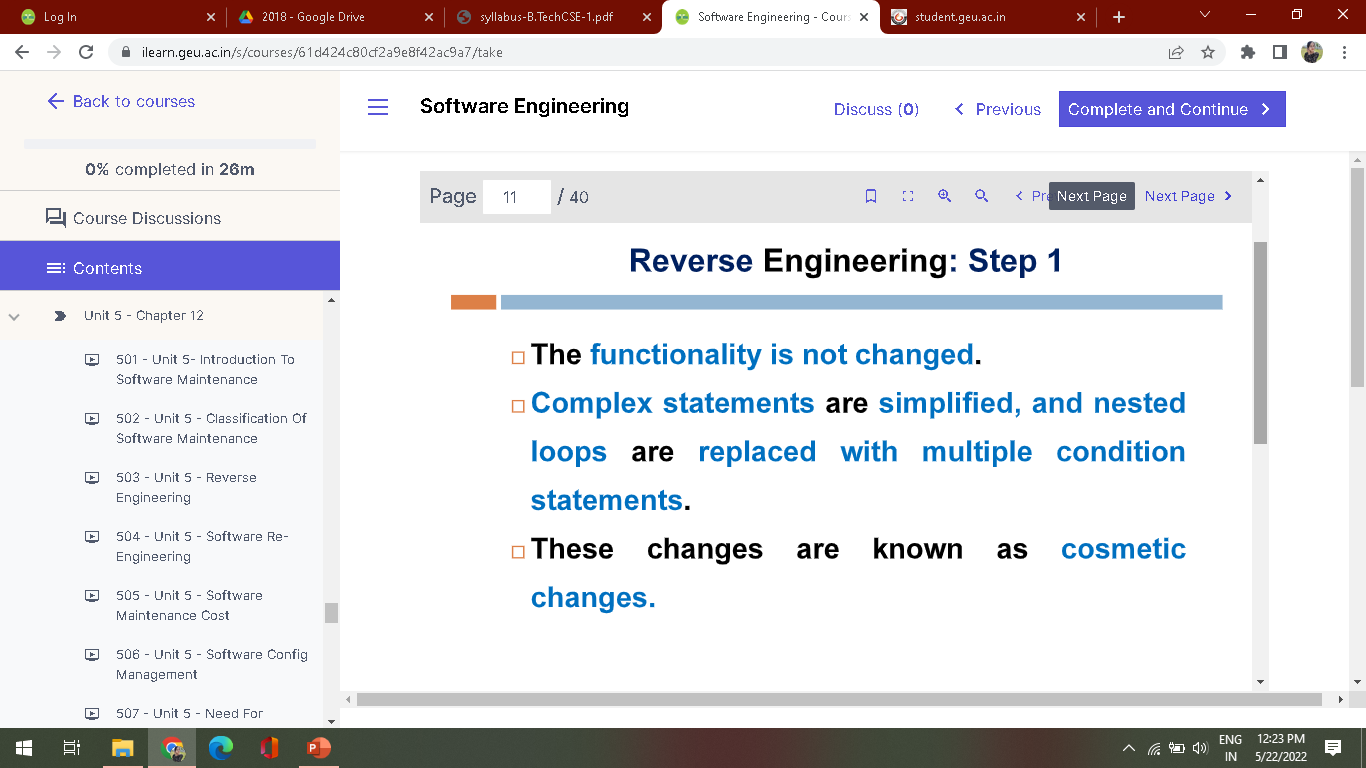 Log In
2018 - Google Drive
syllabus-B.TechCSE-1.pdf
Software Engineering - Cour
student.geu.ac.in
ilearn.geu.ac.in/s/courses/61d424c80cf2a9e8f42ac9a7/take
Back to courses
0% completed in 26m
Course Discussions
Contents
Unit 5 - Chapter 12
501 - Unit 5- Introduction To
Software Maintenance
502 - Unit 5 - Classification Of
Software Maintenance
503 - Unit 5 - Reverse
Engineering
504 - Unit 5 - Software Re-
Engineering
505 - Unit 5 - Software
Maintenance Cost
506 - Unit 5 - Software Config
Management
507 - Unit 5 - Need For
Software Engineering
Discuss (0)
Previous
Complete and Continue
Page 11 / 40
Pre
Next Page
Next Page
Reverse Engineering: Step 1
The functionality is not changed.
Complex statements are simplified, and nested
loops are replaced with multiple condition
statements.
These changes are known as cosmetic
changes.
ENG
IN
12:23 PM
5/22/2022